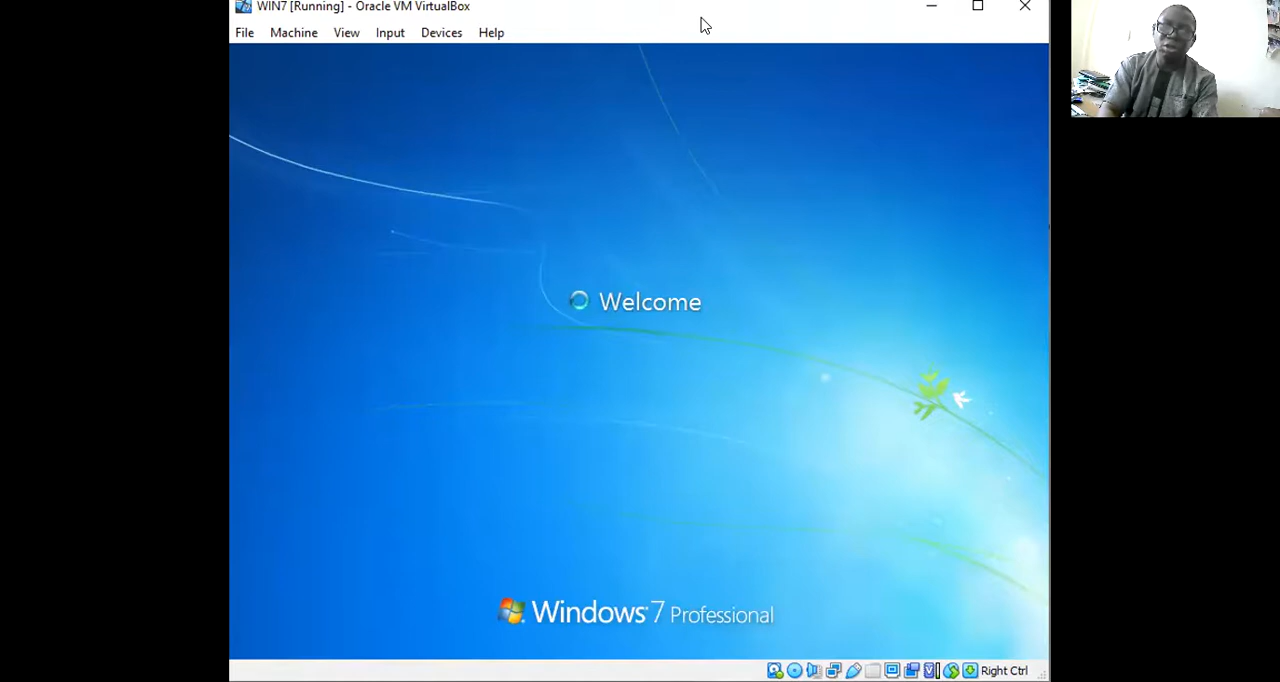 WIN7 [Running] - Oracle VM VirtualBox
File Machine View Input Devices Help
Welcome
Windows 7 Professional
Right Ctrl